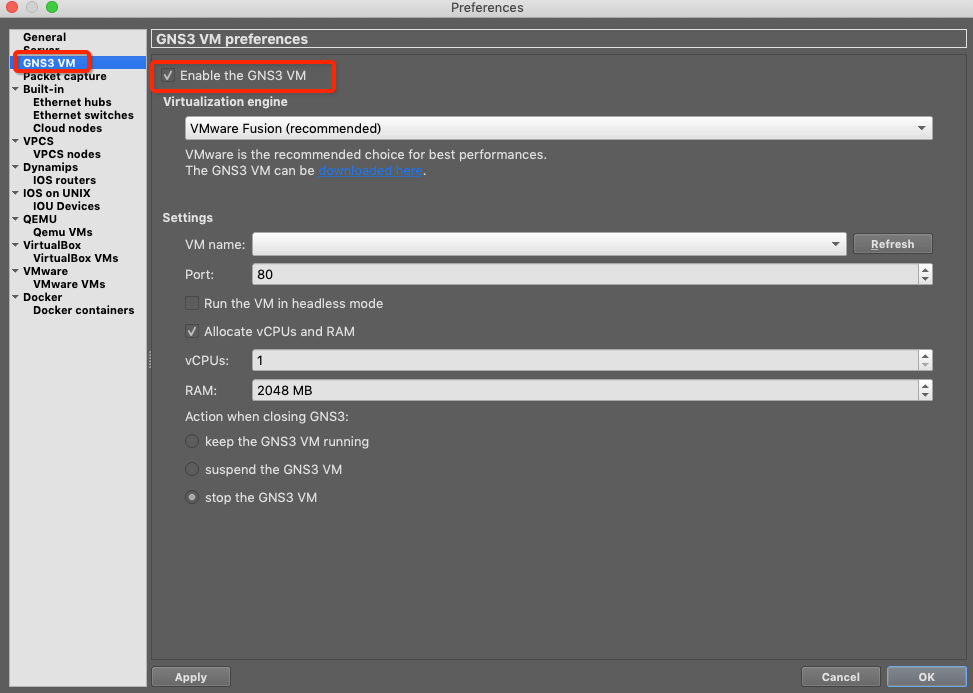 Preferences
General
Server
GNS3 VM
Packet capture
Built-in
Ethernet hubs
Ethernet switches
Cloud nodes
VPCS
VPCS nodes
Dynamips
IOS routers
IOS on UNIX
IOU Devices
QEMU
Qemu VMs
VirtualBox
VirtualBox VMs
VMware
VMware VMs
Docker
Docker containers
GNS3 VM preferences
Enable the GNS3 VM
Virtualization engine
VMware Fusion (recommended)
VMware is the recommended choice for best performances.
The GNS3 VM can be downloaded here.
Settings
VM name: Refresh
Port: 80
Run the VM in headless mode
Allocate vCPUs and RAM
vCPUs: 1
RAM: 2048 MB
Action when closing GNS3:
keep the GNS3 VM running
suspend the GNS3 VM
stop the GNS3 VM
Apply Cancel OK